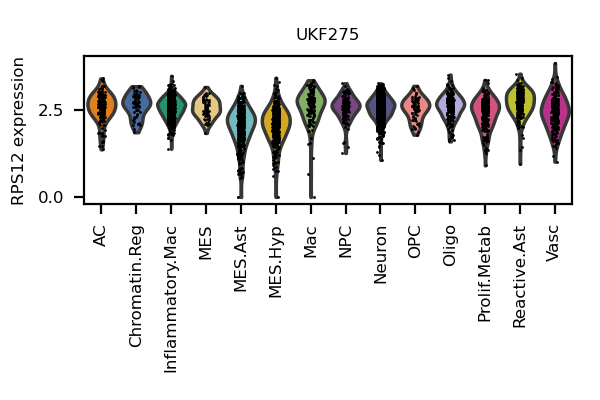 UKF275
RPS12 expression
2.5
0.0
AC
Chromatin.Reg
Inflammatory.Mac
MES
MES.Ast
MES.Hyp
Mac
NPC
Neuron
OPC
Oligo
Prolif.Metab
Reactive.Ast
Vasc